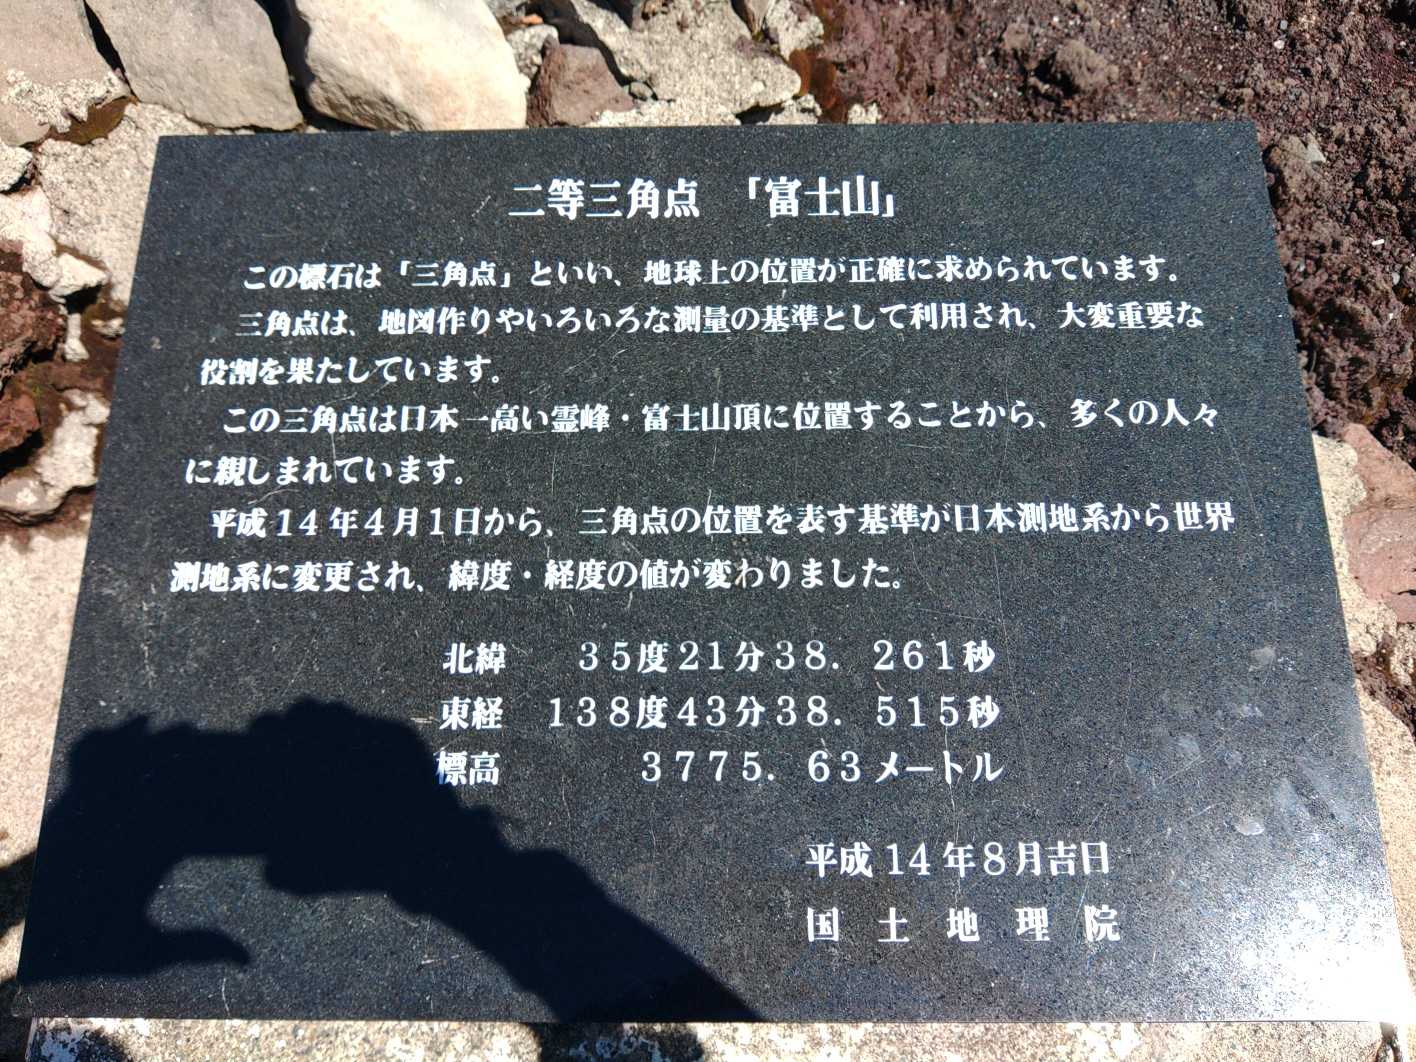 二等三角点 「富士山」
この標石は「三角点」といい、地球上の位置が正確に求められています。
三角点は、地図作りやいろいろな測量の基準として利用され、大変重要な
役割を果たしています。
この三角点は日本一高い霊峰・富士山頂に位置することから、多くの人々
に親しまれています。
平成14年4月1日から、三角点の位置を表す基準が日本測地系から世界
測地系に変更され、緯度・経度の値が変わりました。
北緯 35度21分38.261秒
東経 138度43分38.515秒
標高 3775.63メートル
平成14年8月吉日
国土地理院